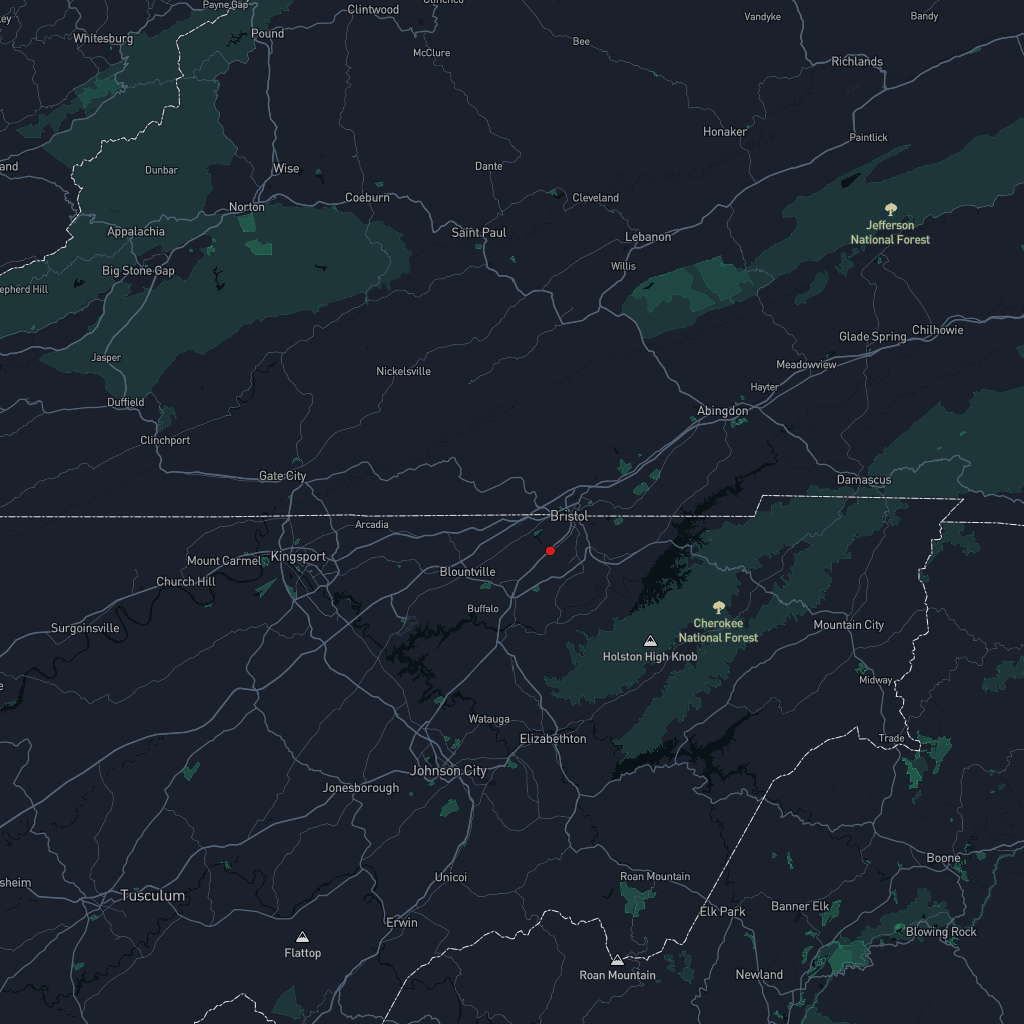 Payne Gap
Clintwood
Vandyke
Bandy
Whitesburg
Pound
McClure
Bee
Richlands
Honaker
Paintlick
Dunbar
Wise
Dante
Norton
Coeburn
Cleveland
Jefferson
National Forest
Appalachia
Saint Paul
Lebanon
Big Stone Gap
Willis
Glade Spring
Chilhowie
Jasper
Nickelsville
Meadowview
Hayter
Duffield
Abingdon
Clinchport
Gate City
Damascus
Arcadia
Bristol
Mount Carmel
Kingsport
Church Hill
Blountville
Buffalo
Cherokee
National Forest
Surgoinsville
Mountain City
Holston High Knob
Midway
Watauga
Elizabethton
Trade
Johnson City
Jonesborough
Boone
Unicoi
Roan Mountain
Tusculum
Elk Park
Banner Elk
Erwin
Blowing Rock
Flattop
Roan Mountain
Newland